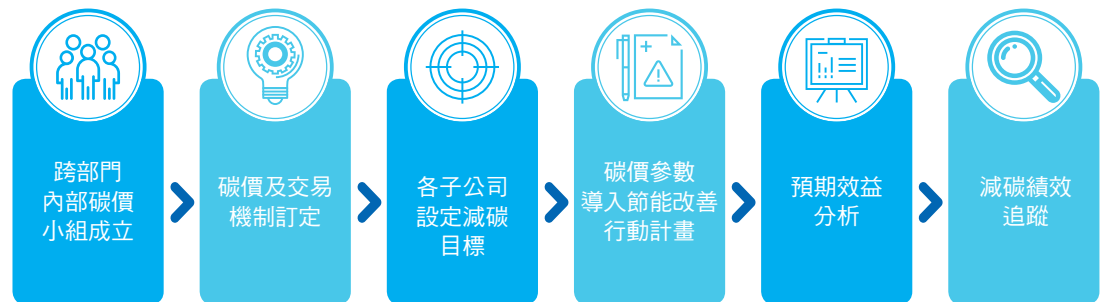 跨部門
內部碳價
小組成立
碳價及交易
機制訂定
各子公司
設定減碳
目標
碳價參數
導入節能改善
行動計畫
預期效益
分析
減碳績效
追蹤